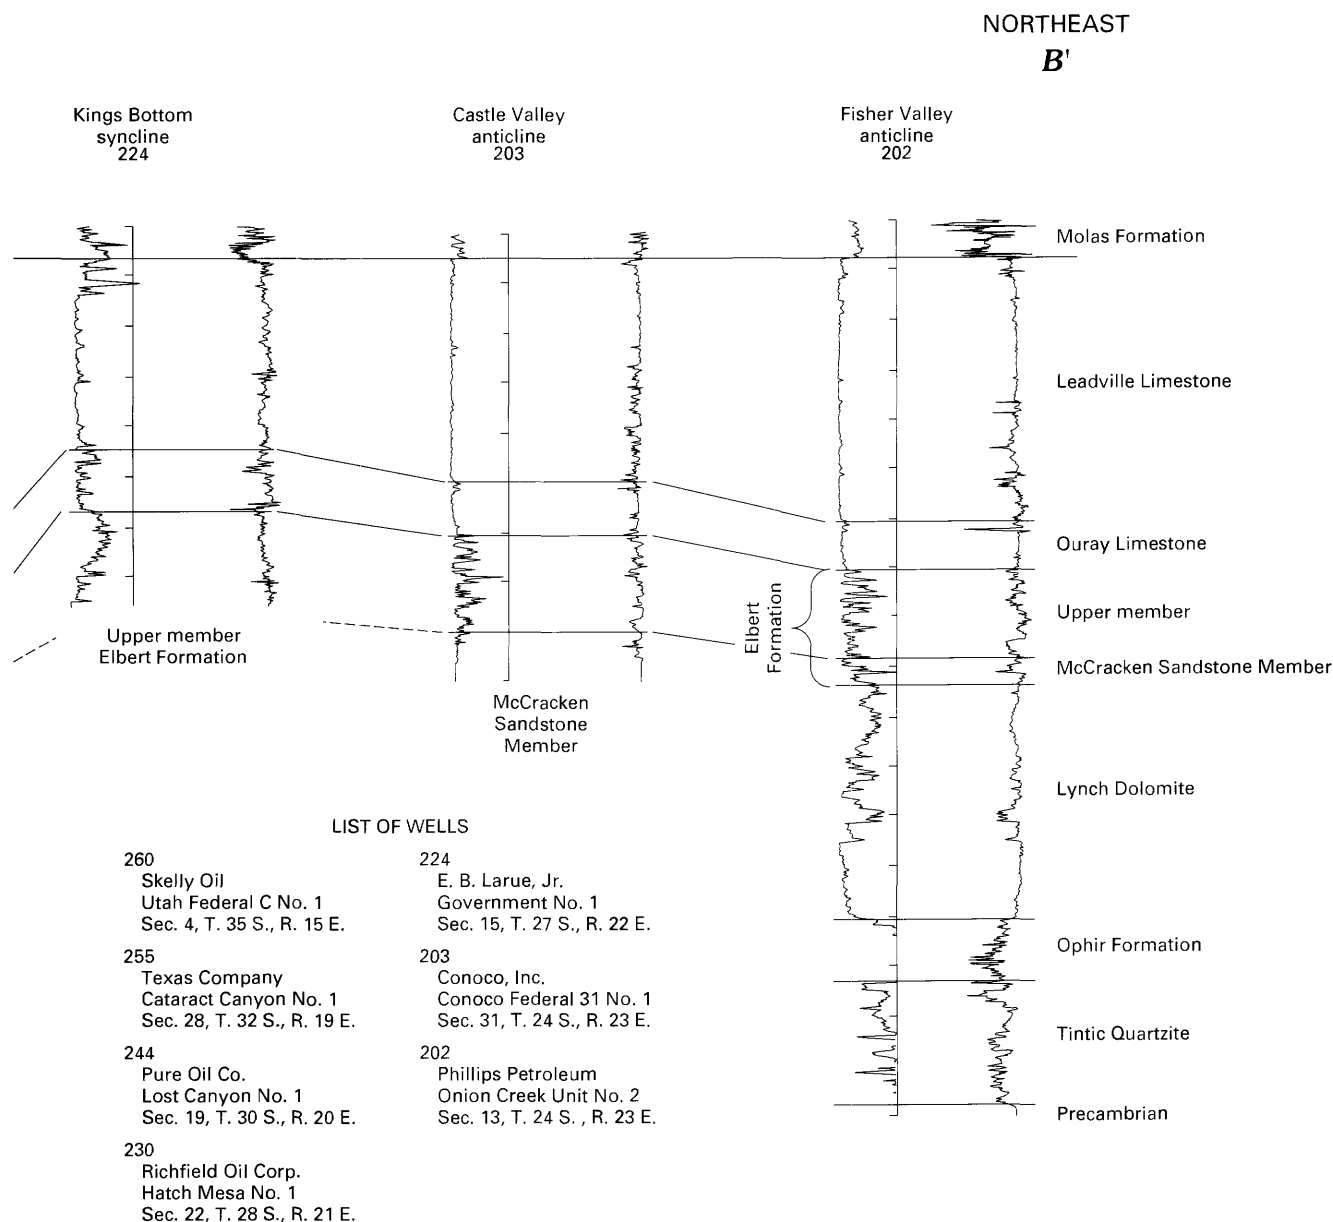 NORTHEAST
B'
Kings Bottom
syncline
224
Castle Valley
anticline
203
Fisher Valley
anticline
202
Molas Formation
Leadville Limestone
Ouray Limestone
Elbert
Formation
Upper member
McCracken Sandstone Member
Upper member
Elbert Formation
McCracken
Sandstone
Member
Lynch Dolomite
Ophir Formation
Tintic Quartzite
Precambrian
LIST OF WELLS
260
Skelly Oil
Utah Federal C No. 1
Sec. 4, T. 35 S., R. 15 E.
255
Texas Company
Cataract Canyon No. 1
Sec. 28, T. 32 S., R. 19 E.
244
Pure Oil Co.
Lost Canyon No. 1
Sec. 19, T. 30 S., R. 20 E.
230
Richfield Oil Corp.
Hatch Mesa No. 1
Sec. 22, T. 28 S., R. 21 E.
224
E. B. Larue, Jr.
Government No. 1
Sec. 15, T. 27 S., R. 22 E.
203
Conoco, Inc.
Conoco Federal 31 No. 1
Sec. 31, T. 24 S., R. 23 E.
202
Phillips Petroleum
Onion Creek Unit No. 2
Sec. 13, T. 24 S. , R. 23 E.